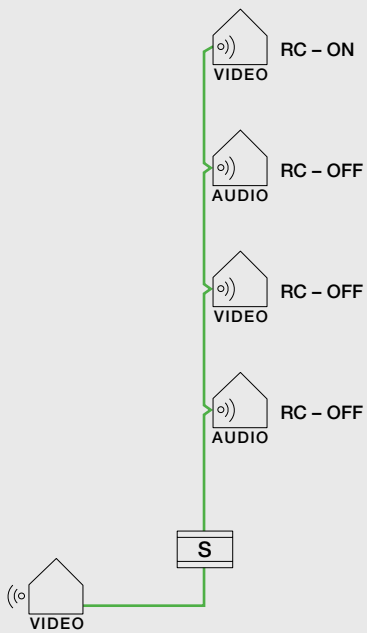 RC – ON
VIDEO
RC – OFF
AUDIO
RC – OFF
VIDEO
RC – OFF
AUDIO
S
VIDEO